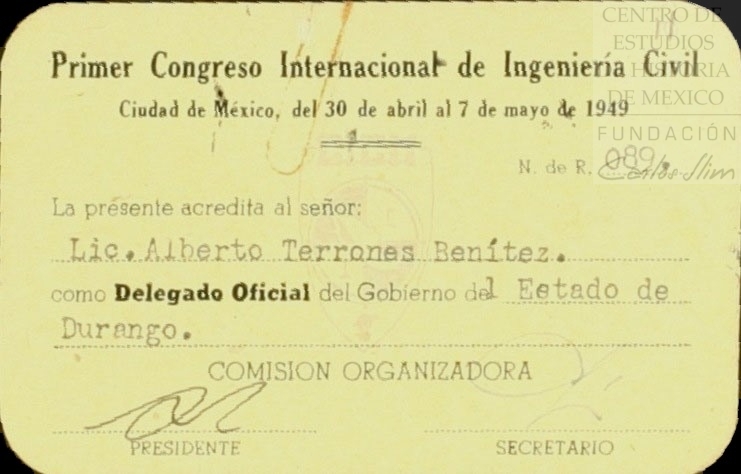 CENTRO DE
ESTUDIOS
DE HISTORIA
DE MEXICO
FUNDACIÓN
Carlos Slim
Primer Congreso Internacional de Ingeniería Civil
Ciudad de México, del 30 de abril al 7 de mayo de 1949
N. de R. 089.
La presente acredita al señor:
Lic. Alberto Terrones Benítez.
como Delegado Oficial del Gobierno del Estado de
Durango.
COMISION ORGANIZADORA
PRESIDENTE SECRETARIO